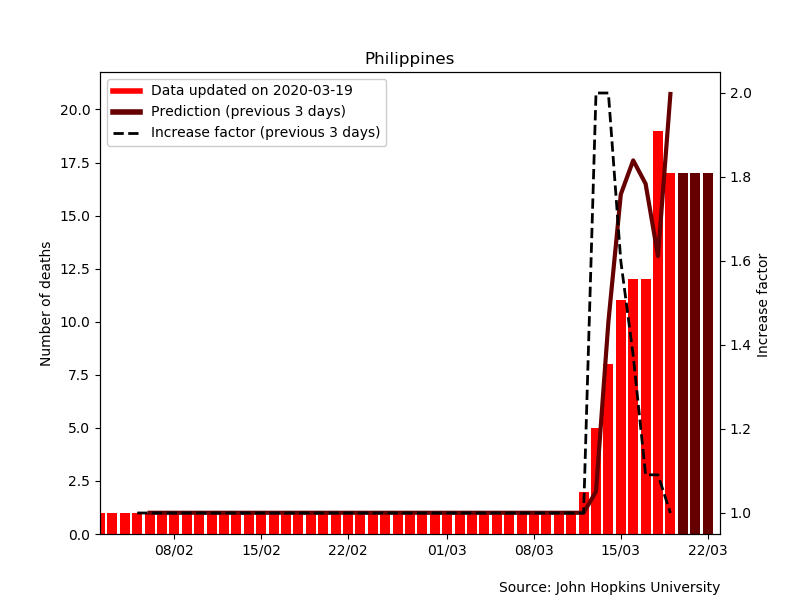 Philippines
Data updated on 2020-03-19
Prediction (previous 3 days)
Increase factor (previous 3 days)
Number of deaths
20.0
17.5
15.0
12.5
10.0
7.5
5.0
2.5
0.0
2.0
1.8
1.6
1.4
1.2
1.0
Increase factor
08/02 15/02 22/02 01/03 08/03 15/03 22/03
Source: John Hopkins University